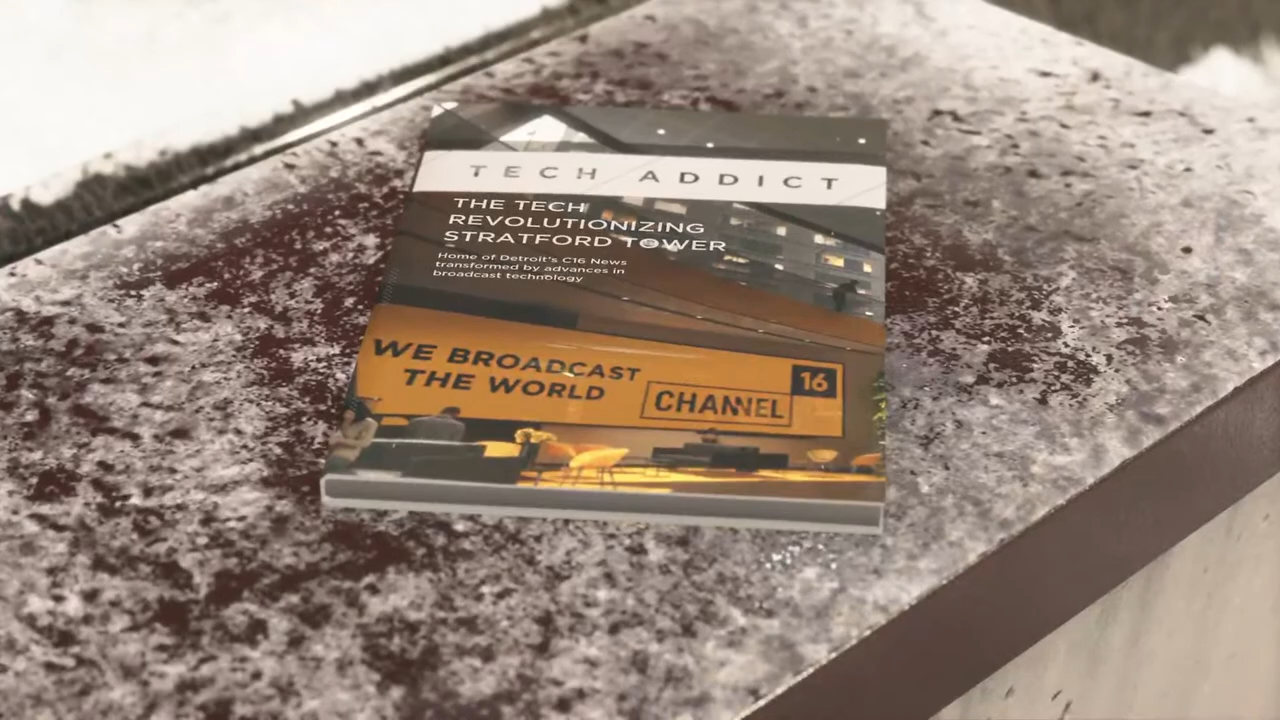 TECH ADDICT
THE TECH
REVOLUTIONIZING
STRATFORD TOWER
Home of Detroit's C16 News
transformed by advances in
broadcast technology
WE BROADCAST
THE WORLD
CHANNEL
16